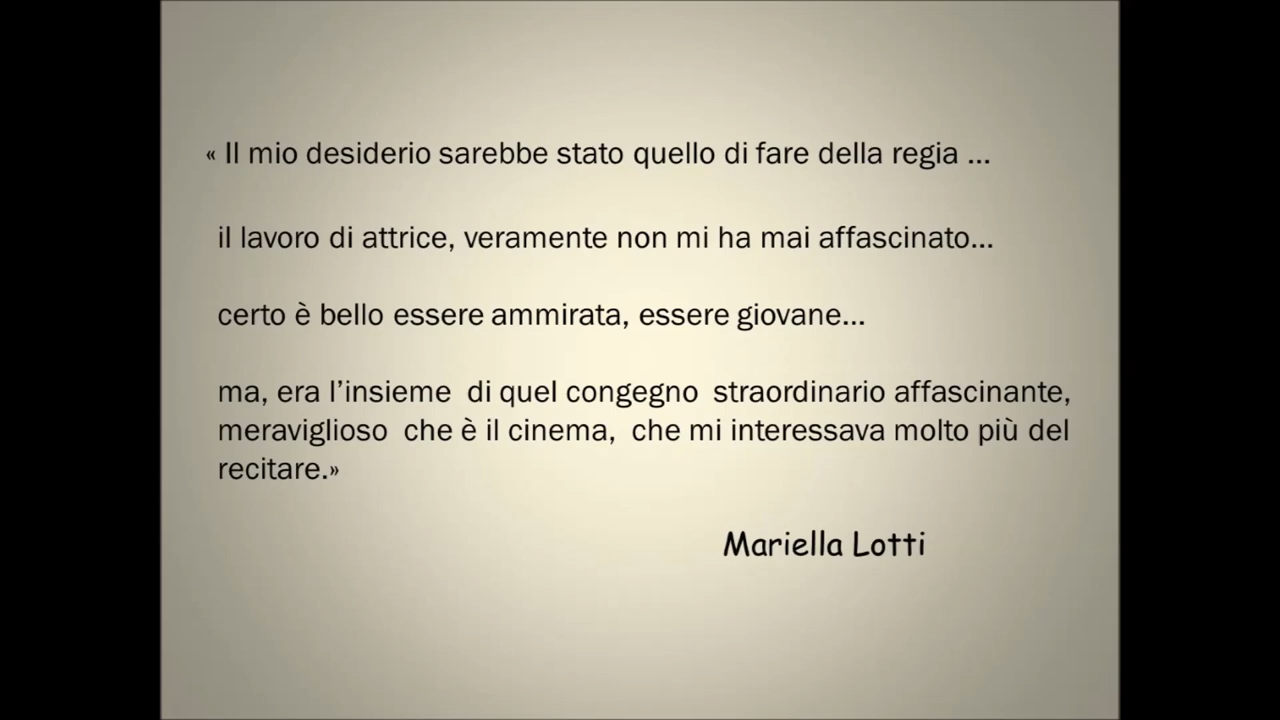 « Il mio desiderio sarebbe stato quello di fare della regia ...
il lavoro di attrice, veramente non mi ha mai affascinato...
certo è bello essere ammirata, essere giovane...
ma, era l’insieme di quel congegno straordinario affascinante,
meraviglioso che è il cinema, che mi interessava molto più del
recitare.»
Mariella Lotti